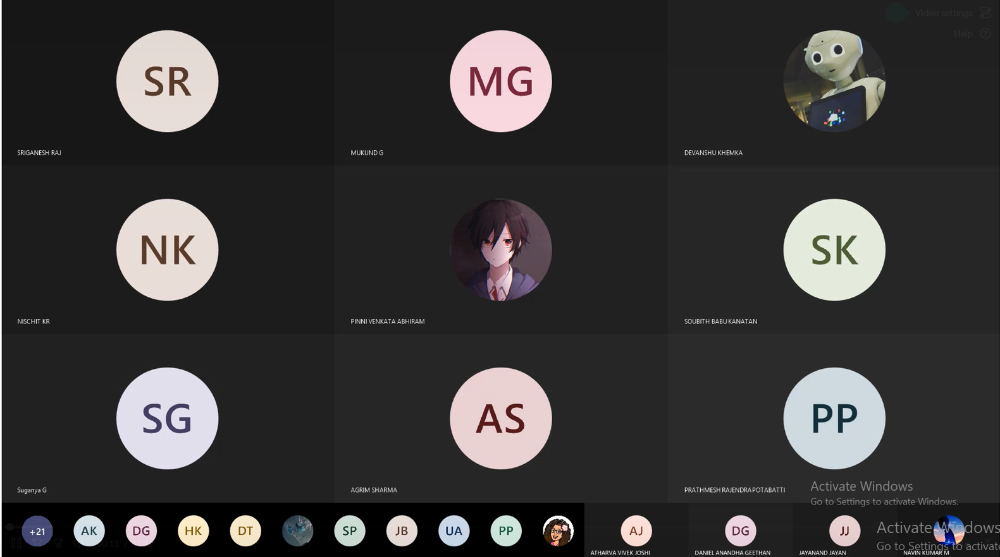 Video settings
Help
SR
MG
SRIGANESH RAJ
MUKUND G
DEVANSHU KHEMKA
NK
SK
NISCHIT KR
PINNI VENKATA ABHIRAM
SOUBITH BABU KANATAN
SG
AS
PP
Suganya G
AGRIM SHARMA
PRATHMESH RAJENDRA POTABATTI
Activate Windows
Go to Settings to activate Windows.
+21
AK
DG
HK
DT
SP
JB
UA
PP
AJ
DG
JJ
Activate Windows
Go to Settings to activate
ATHARVA VIVEK JOSHI
DANIEL ANANDHA GEETHAN
JAYANAND JAYAN
NAVIN KUMAR M